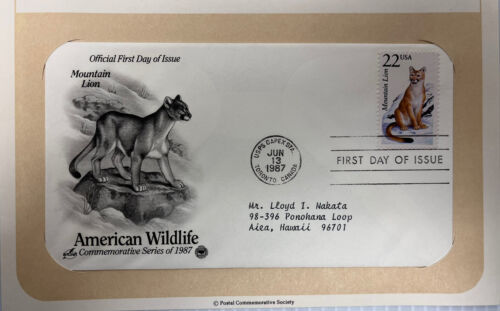 Official First Day of Issue
Mountain
Lion
22 USA
Mountain Lion
USPS CAPEX STA.
JUN
13
1987
TORONTO CANADA
FIRST DAY OF ISSUE
Mr. Lloyd I. Nakata
98-396 Ponohana Loop
Aiea, Hawaii 96701
American Wildlife
Commemorative Series of 1987
© Postal Commemorative Society